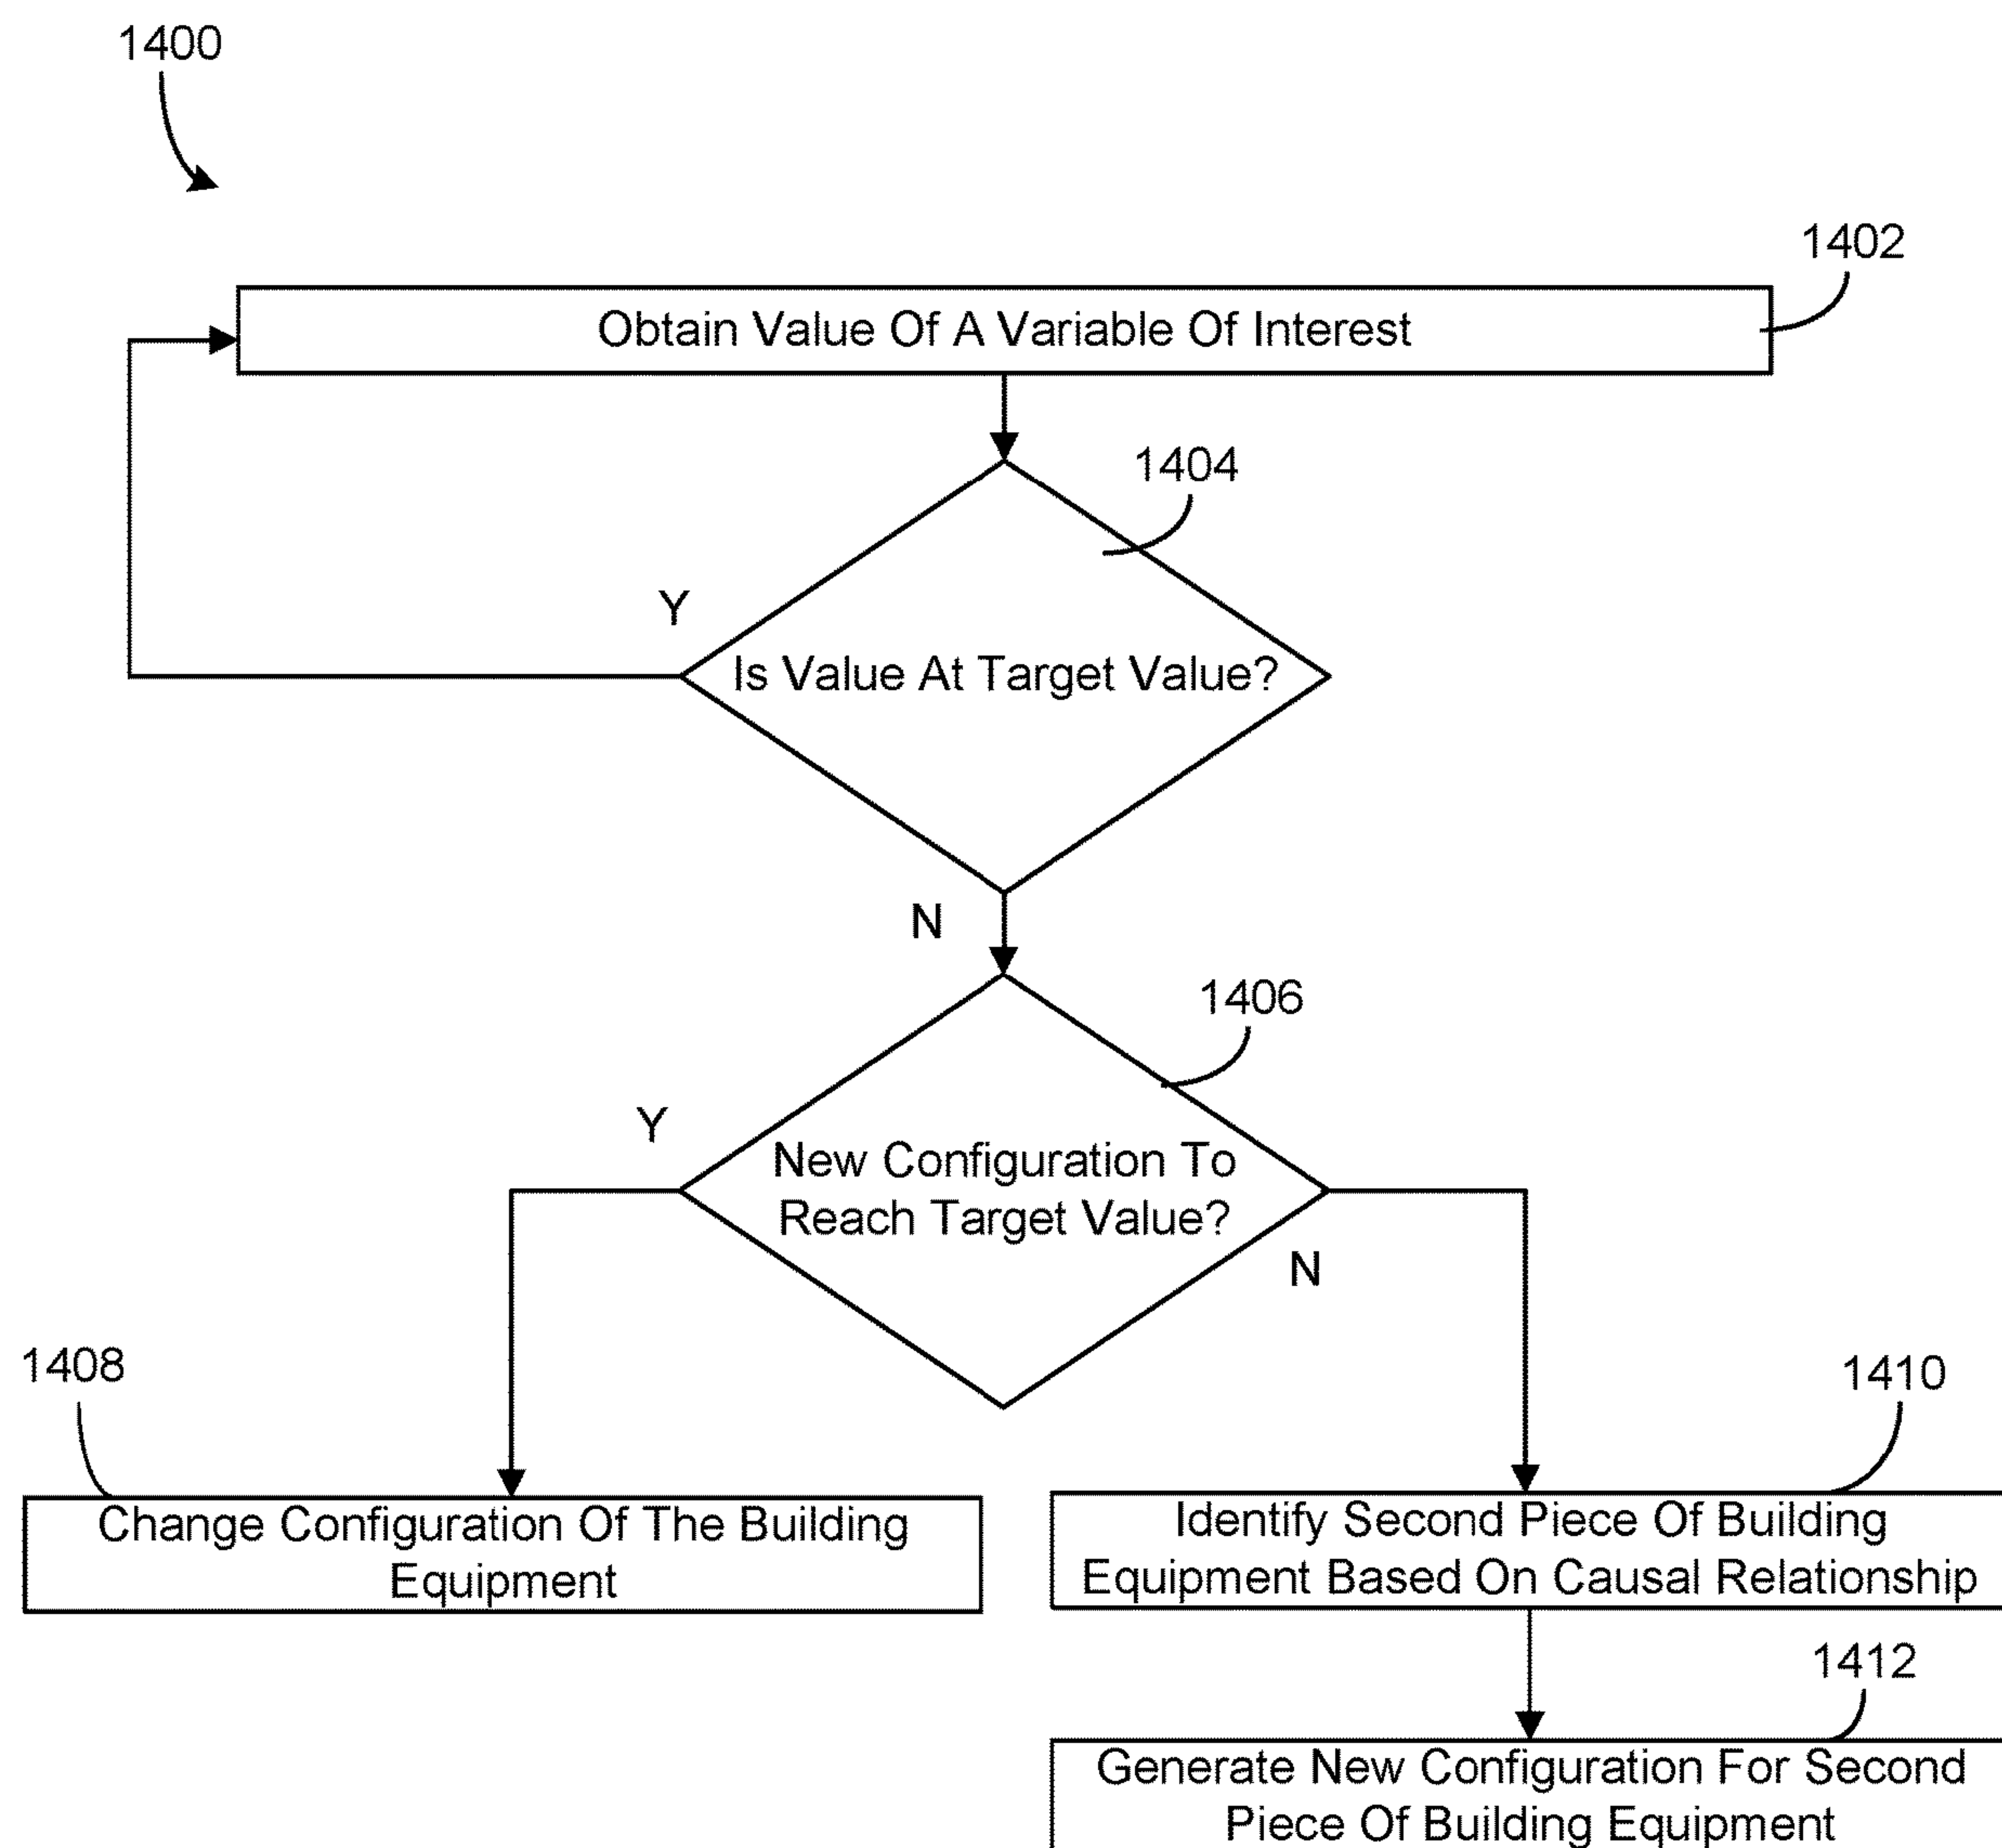 1400
1402
Obtain Value Of A Variable Of Interest
1404
Y
Is Value At Target Value?
N
1406
Y
New Configuration To
Reach Target Value?
N
1408
Change Configuration Of The Building
Equipment
1410
Identify Second Piece Of Building
Equipment Based On Causal Relationship
1412
Generate New Configuration For Second
Piece Of Building Equipment